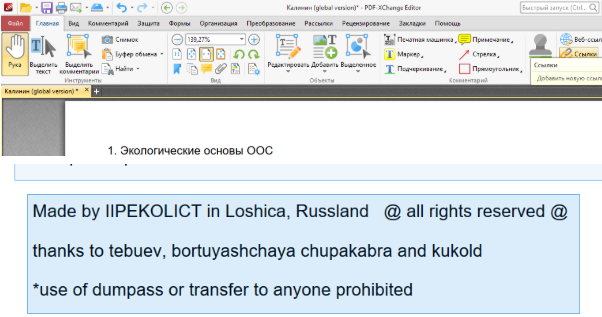 Калинин (global version)* - PDF-XChange Editor
Быстрый запуск (Ctrl.
Файл Главная Вид Комментарий Защита Формы Организация Преобразование Рассылки Рецензирование Закладки Помощь
Рука
Выделить текст
Выделить комментарии
Снимок
Буфер обмена
Найти
Инструменты
139,27%
Вид
Редактировать Добавить Выделенное
Объекты
Печатная машинка Примечание
Маркер Стрелка
Подчеркивание Прямоугольник
Веб-ссыл
Ссылки
Ссылки
Добавить новую ссыл
Калинин (global version) *
1. Экологические основы ООС
Made by IIPEKOLICT in Loshica, Russland @ all rights reserved @
thanks to tebuev, bortuyashchaya chupakabra and kukold
*use of dumpass or transfer to anyone prohibited